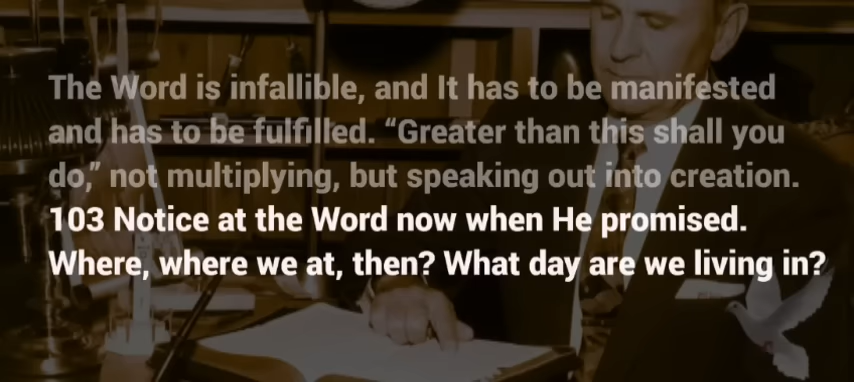 The Word is infallible, and It has to be manifested
and has to be fulfilled. “Greater than this shall you
do,” not multiplying, but speaking out into creation.
103 Notice at the Word now when He promised.
Where, where we at, then? What day are we living in?